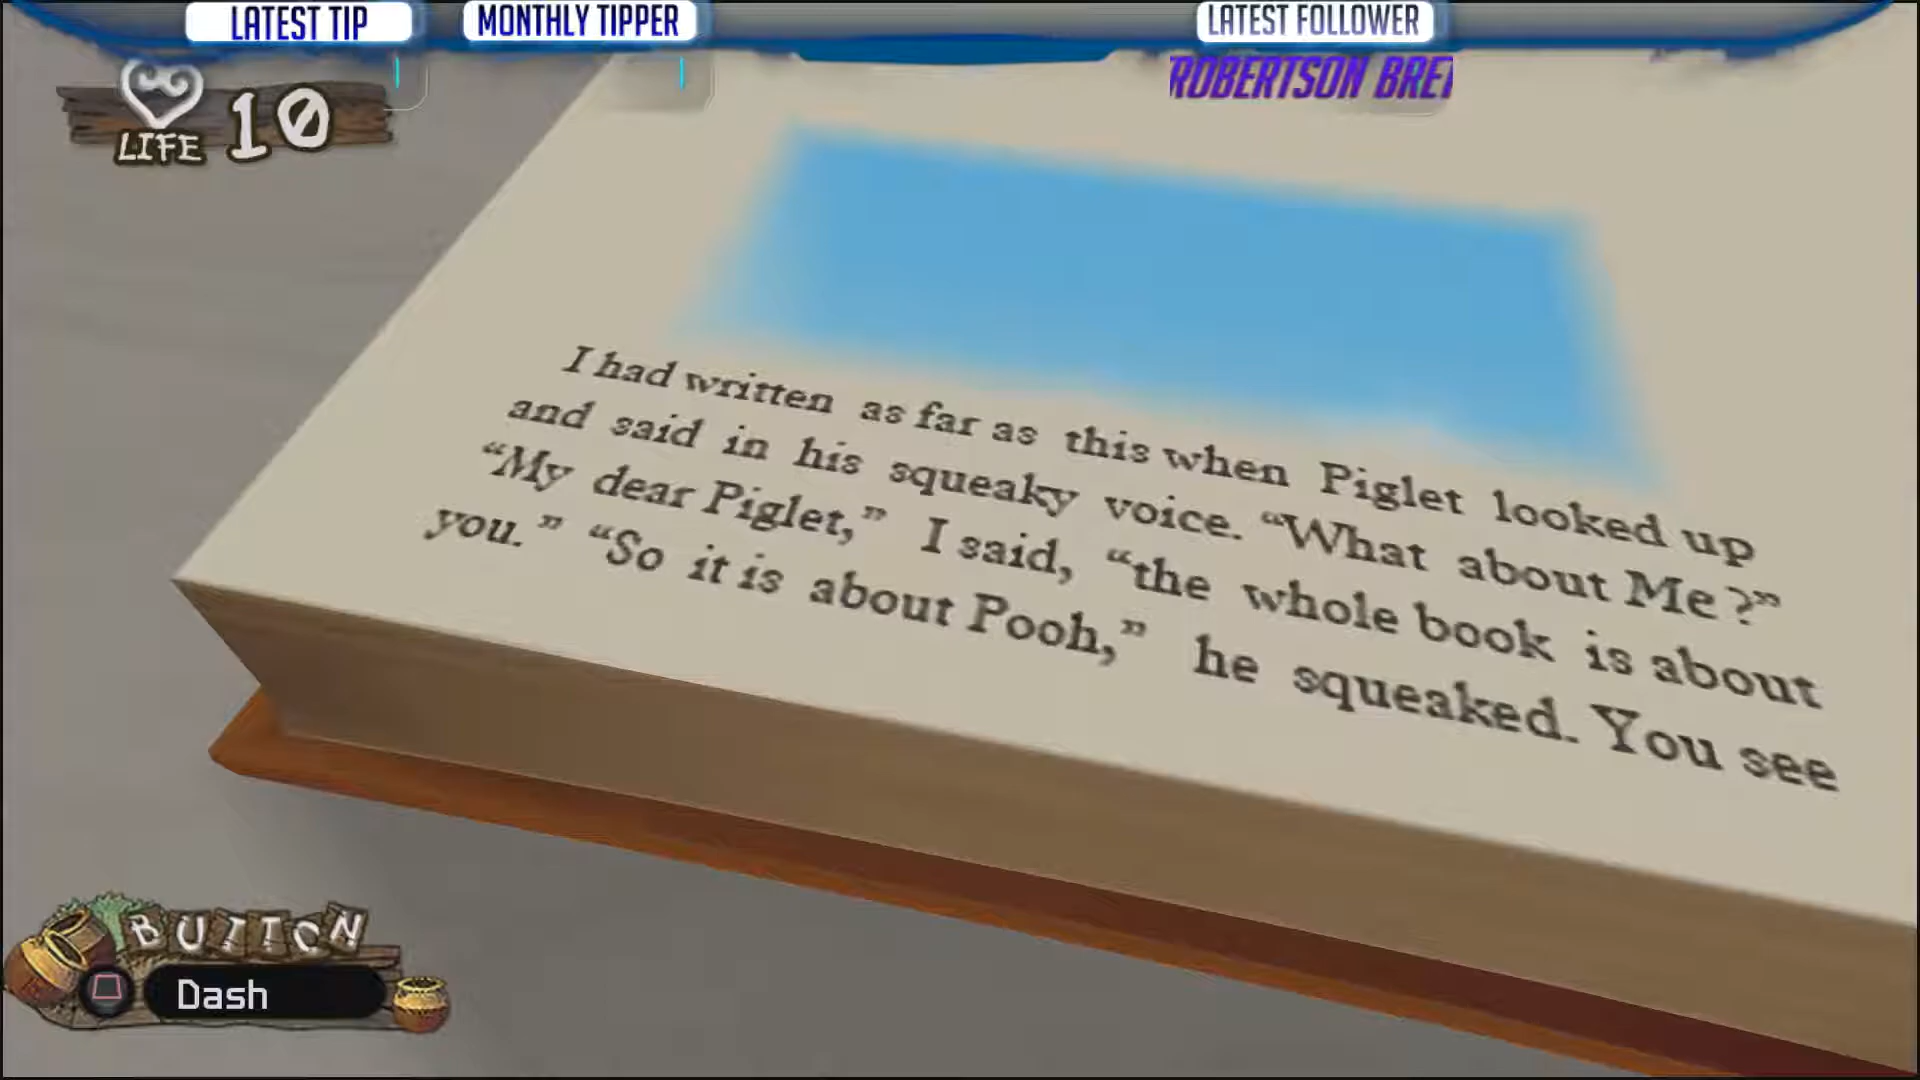 LATEST TIP
MONTHLY TIPPER
LATEST FOLLOWER
ROBERTSON
LIFE 10
I had written as far as this when Piglet looked up
and said in his squeaky voice. “What about Me?”
“My dear Piglet,” I said, “the whole book is about
you.” “So it is about Pooh,” he squeaked. You see
BUTTON
Dash